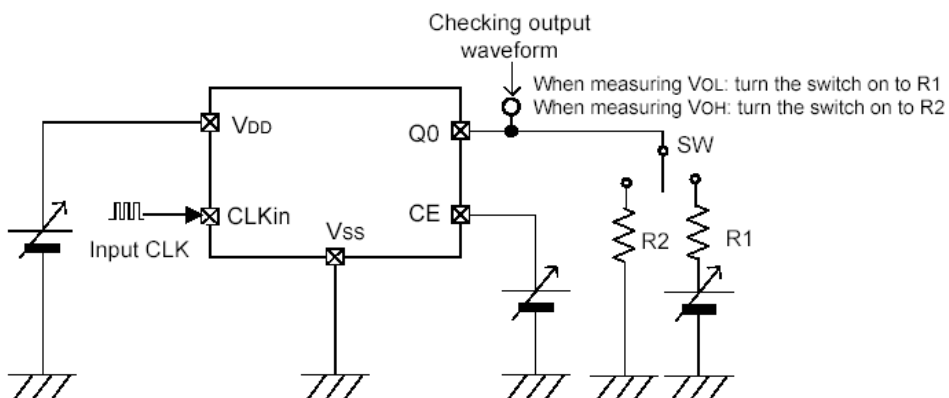 Checking output
waveform
When measuring VOL: turn the switch on to R1
When measuring VOH: turn the switch on to R2
VDD
Q0
SW
CLKin
CE
Input CLK
VSS
R2
R1